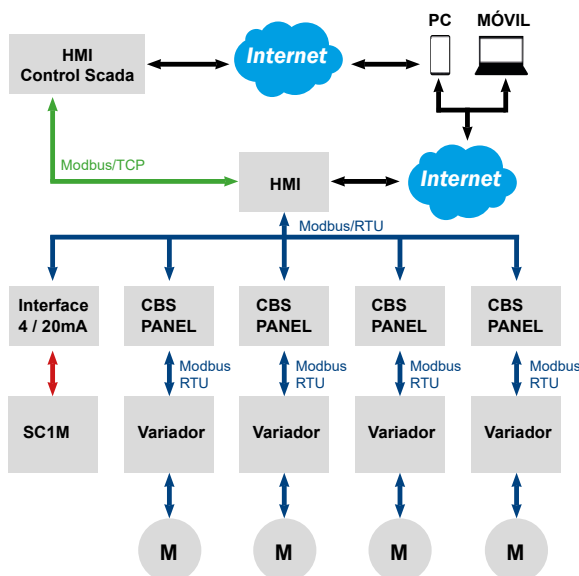 PC
MÓVIL
HMI
Control Scada
Internet
Modbus/TCP
HMI
Internet
Modbus/RTU
Interface
4 / 20mA
CBS
PANEL
CBS
PANEL
CBS
PANEL
CBS
PANEL
Modbus
RTU
Modbus
RTU
Modbus
RTU
Modbus
RTU
SC1M
Variador
Variador
Variador
Variador
M
M
M
M